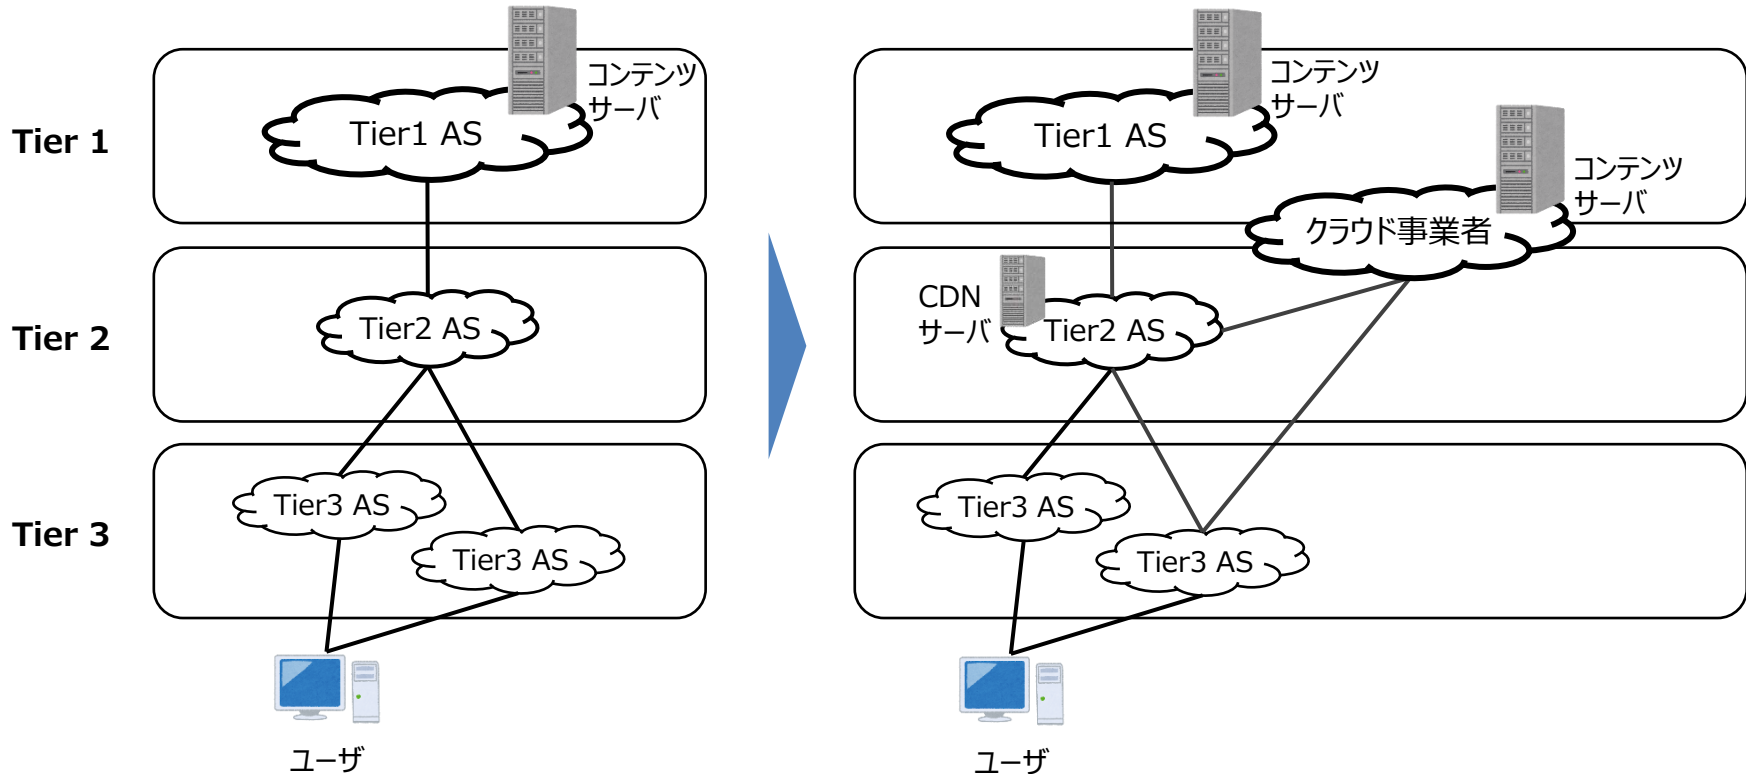 Tier 1
コンテンツ
サーバ
Tier1 AS
Tier 2
Tier2 AS
Tier 3
Tier3 AS
Tier3 AS
ユーザ
コンテンツ
サーバ
Tier1 AS
コンテンツ
サーバ
クラウド事業者
CDN
サーバ
Tier2 AS
Tier3 AS
Tier3 AS
ユーザ